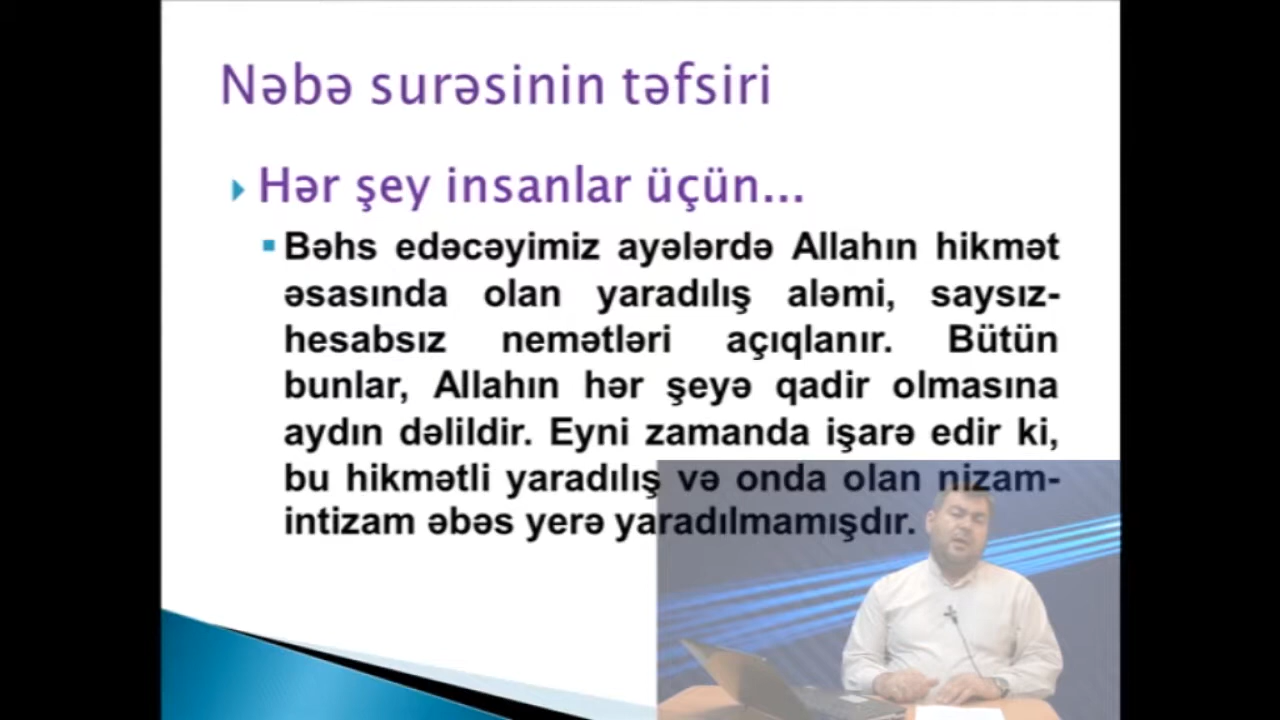 Nəbə surəsinin təfsiri
Hər şey insanlar üçün...
Bəhs edəcəyimiz ayələrdə Allahın hikmət
əsasında olan yaradılış aləmi, saysız-
hesabsız nemətləri açıqlanır. Bütün
bunlar, Allahın hər şeyə qadir olmasına
aydın dəlildir. Eyni zamanda işarə edir ki,
bu hikmətli yaradılış və onda olan nizam-
intizam əbəs yerə yaradılmamışdır.